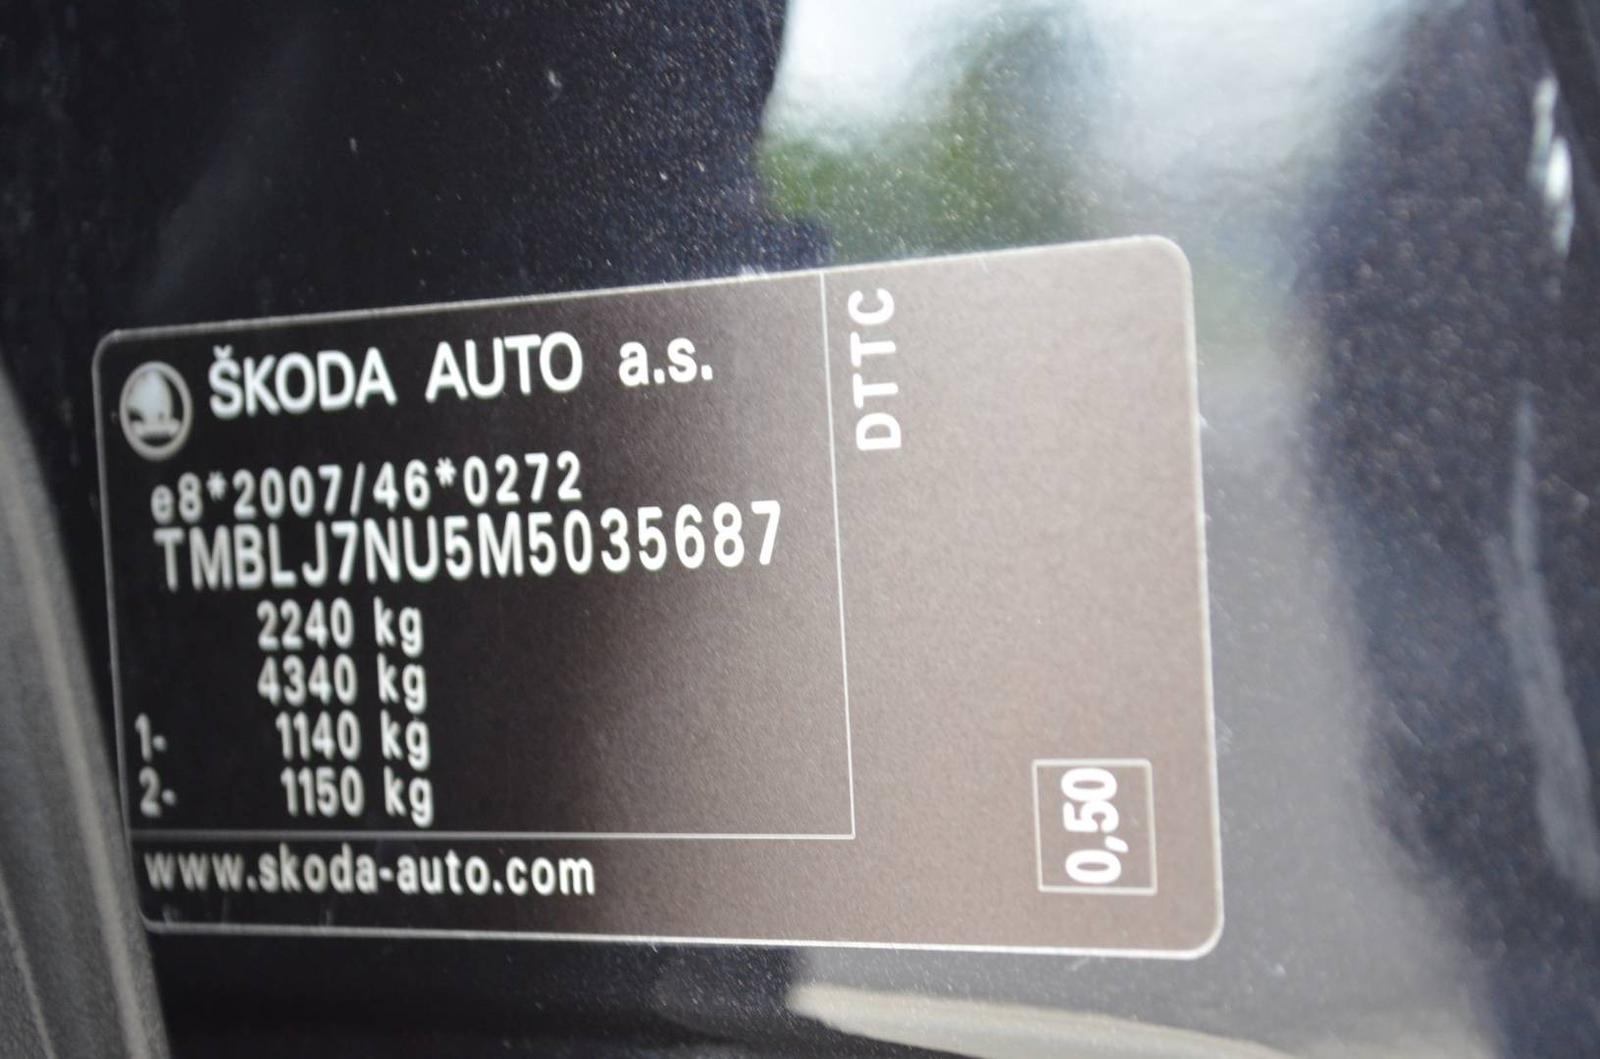 ŠKODA AUTO a.s.
e8*2007/46*0272
TMBLJ7NU5M5035687
2240 kg
4340 kg
1- 1140 kg
2- 1150 kg
www.skoda-auto.com
DTTC
0,50